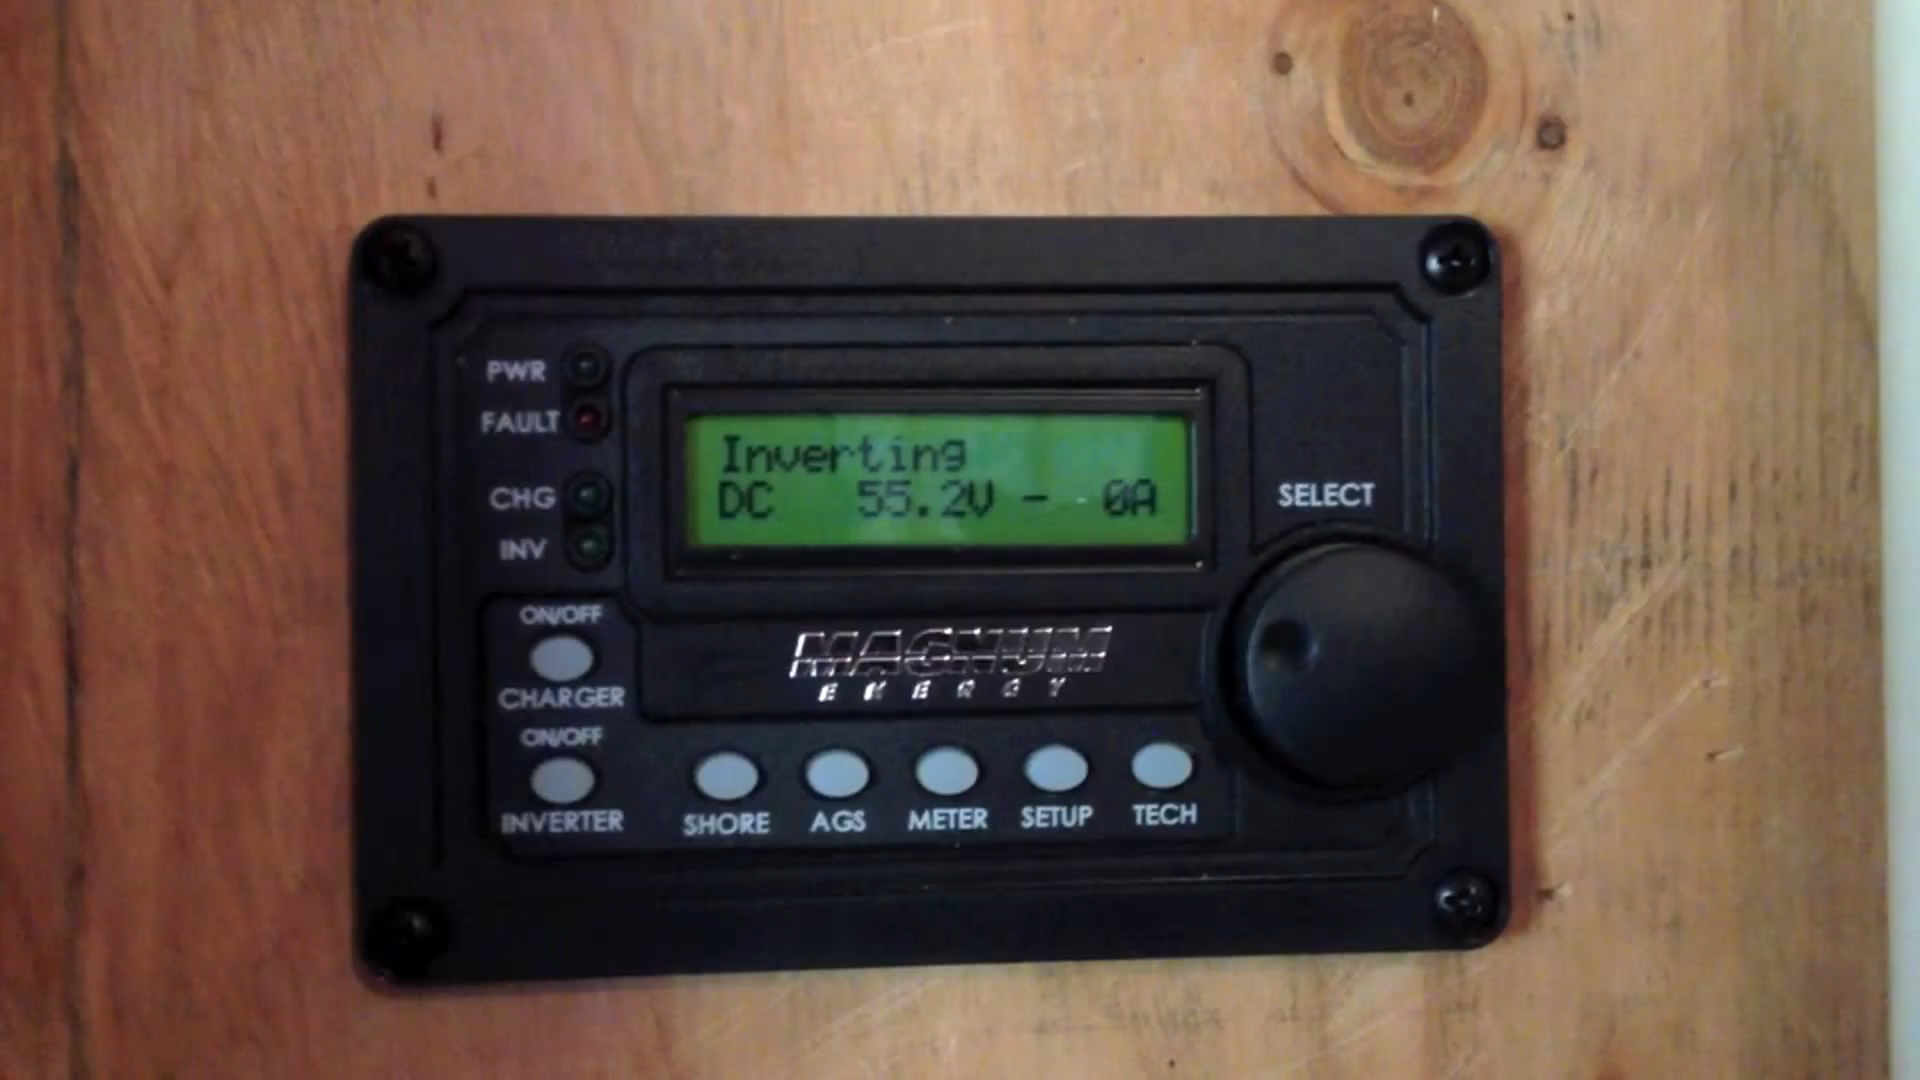 PWR
FAULT
CHG
INV
Inverting
DC 55.2V - 0A
SELECT
ON/OFF
CHARGER
ON/OFF
INVERTER
MAGNUM
ENERGY
SHORE
AGS
METER
SETUP
TECH